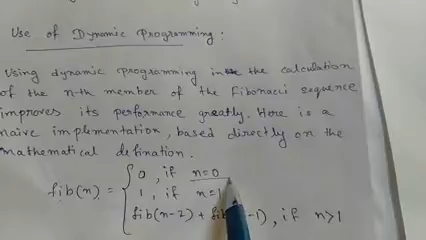 Use of Dynamic Programming:
Using dynamic programming in the calculation
of the n-th member of the Fibonacci sequence
improves its performance greatly. Here is a
naive implementation, based directly on the
mathematical defination.
0, if n=0
fib(n) = { 1, if n=1
fib(n-2) + fib -1), if n>1